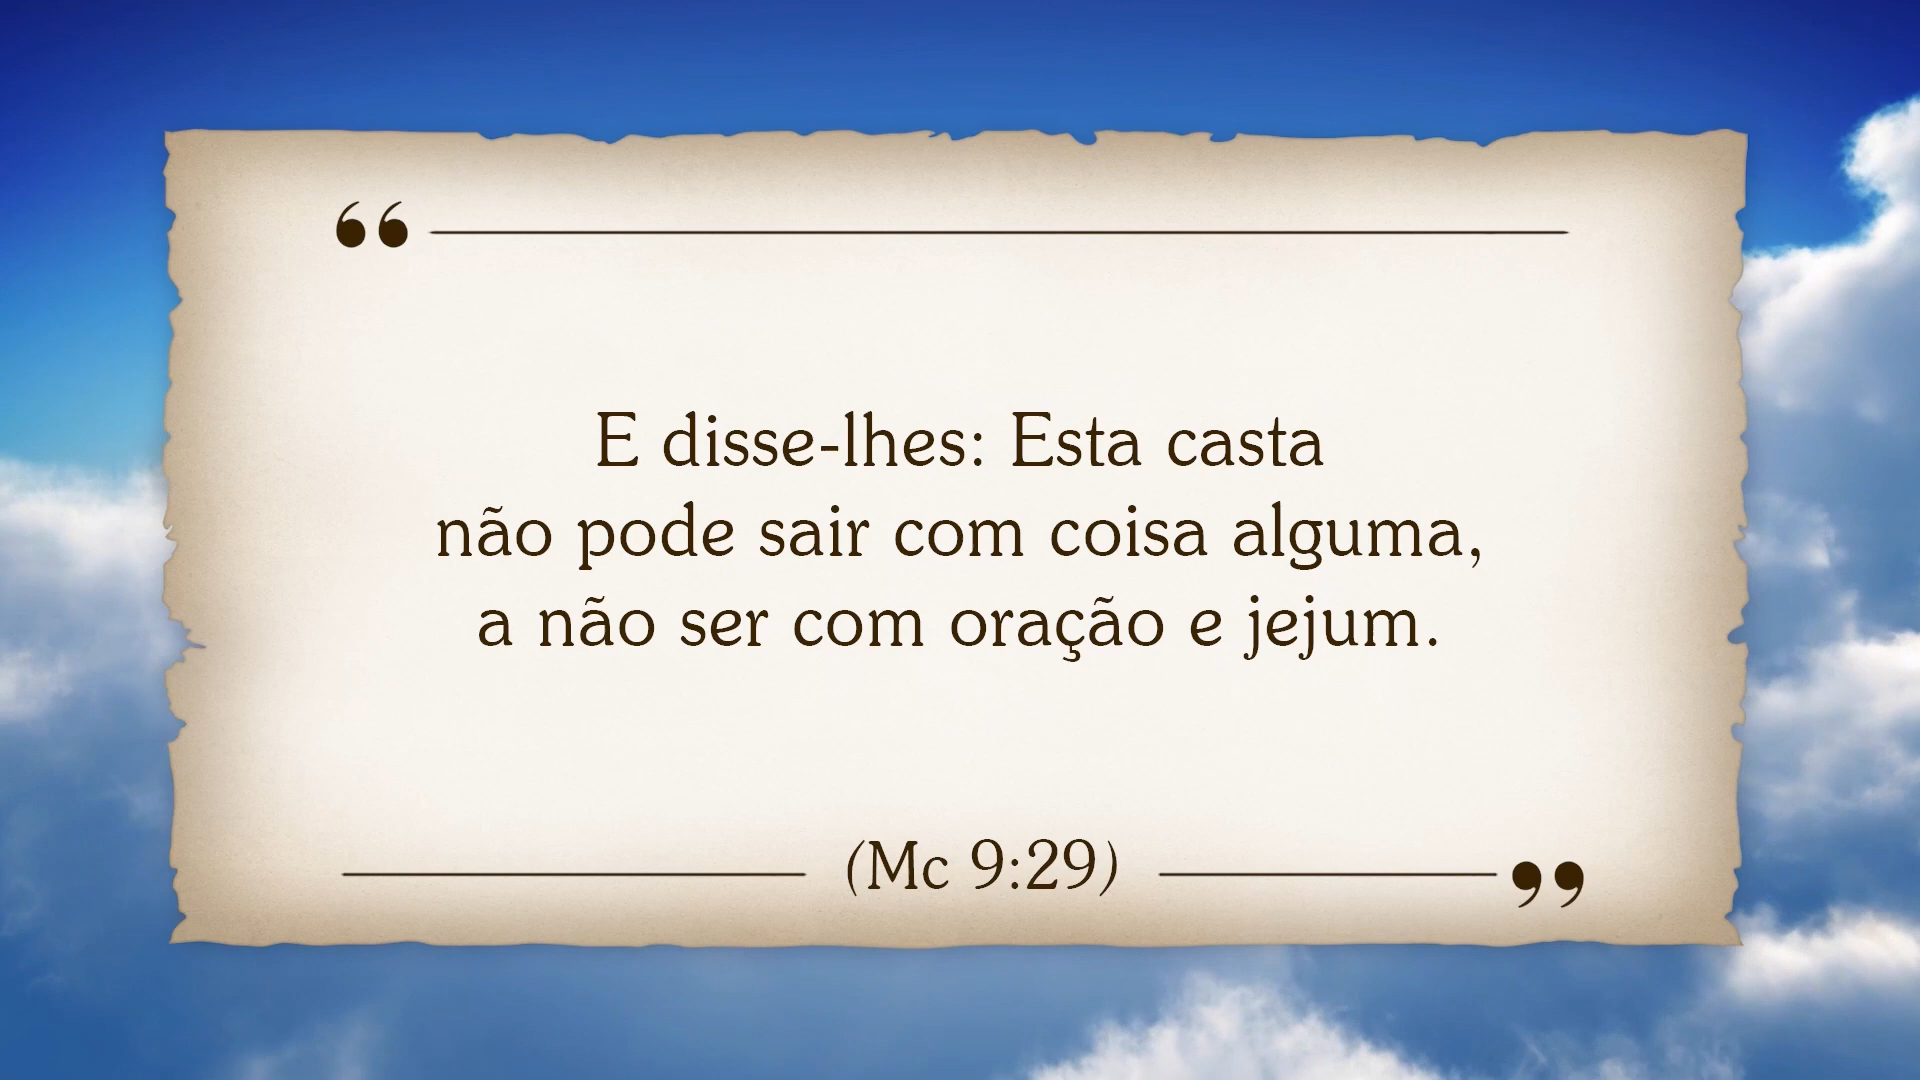 “
E disse-lhes: Esta casta
não pode sair com coisa alguma,
a não ser com oração e jejum.
(Mc 9:29)
”